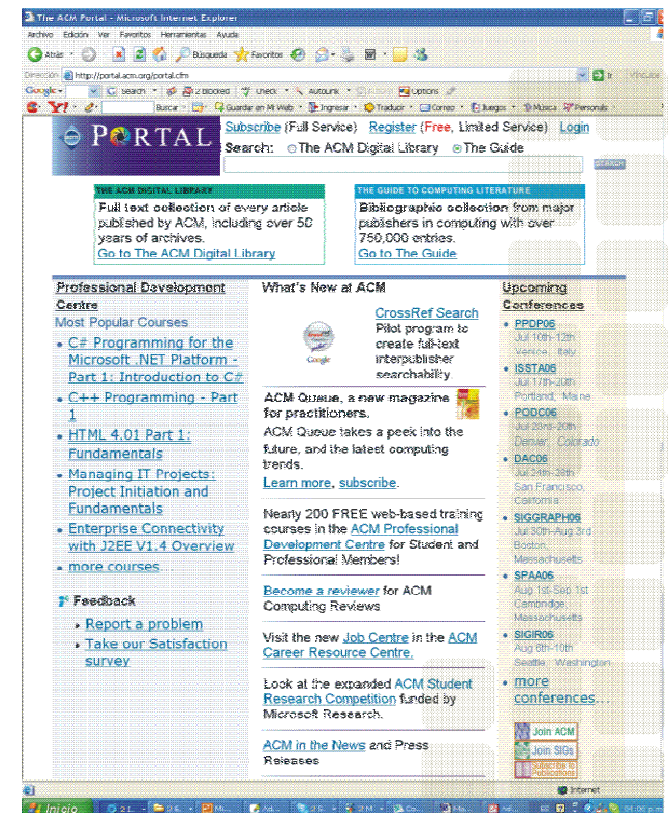 The ACM Portal - Microsoft Internet Explorer
Archivo Edición Ver Favoritos Herramientas Ayuda
Atrás Búsqueda Favoritos
Dirección http://portal.acm.org/portal.cfm Ir Vínculos
Google Search 2 blocked Check AutoLink Options
Y! Buscar Guardar en Mi Web Ingresar Traducir Correo Juegos Música Personals
PORTAL
Subscribe (Full Service) Register (Free, Limited Service) Login
Search: The ACM Digital Library The Guide
SEARCH
THE ACM DIGITAL LIBRARY
Full text collection of every article
published by ACM, including over 50
years of archives.
Go to The ACM Digital Library
THE GUIDE TO COMPUTING LITERATURE
Bibliographic collection from major
publishers in computing with over
750,000 entries.
Go to The Guide
Professional Development
Centre
Most Popular Courses
• C# Programming for the
Microsoft .NET Platform -
Part 1: Introduction to C#
• C++ Programming - Part
1
• HTML 4.01 Part 1:
Fundamentals
• Managing IT Projects:
Project Initiation and
Fundamentals
• Enterprise Connectivity
with J2EE V1.4 Overview
• more courses...
Feedback
• Report a problem
• Take our Satisfaction
survey
What's New at ACM
CrossRef Search
Pilot program to
create full-text
interpublisher
searchability.
Google
ACM Queue, a new magazine
for practitioners.
ACM Queue takes a peek into the
future, and the latest computing
trends.
Learn more, subscribe.
Nearly 200 FREE web-based training
courses in the ACM Professional
Development Centre for Student and
Professional Members!
Become a reviewer for ACM
Computing Reviews
Visit the new Job Centre in the ACM
Career Resource Centre.
Look at the expanded ACM Student
Research Competition funded by
Microsoft Research.
ACM in the News and Press
Releases
Upcoming
Conferences
• PPDP06
Jul 10th-12th
Venice, Italy
• ISSTA06
Jul 17th-20th
Portland, Maine
• PODC06
Jul 23rd-26th
Denver, Colorado
• DAC06
Jul 24th-28th
San Francisco,
California
• SIGGRAPH06
Jul 30th-Aug 3rd
Boston,
Massachusetts
• SPAA06
Aug 1st-Sep 1st
Cambridge,
Massachusetts
• SIGIR06
Aug 6th-10th
Seattle, Washington
• more
conferences...
Join ACM
Join SIGs
Subscribe to
Publications
Internet
Inicio